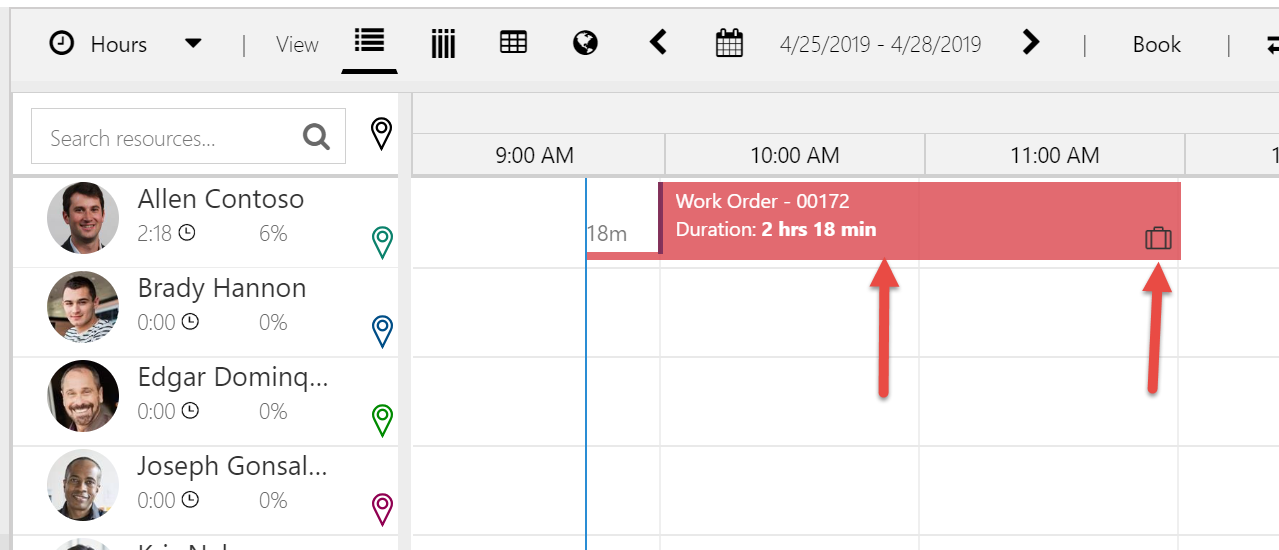 Hours | View 4/25/2019 - 4/28/2019 | Book |
Search resources...
9:00 AM 10:00 AM 11:00 AM
Allen Contoso
2:18 6%
18m
Work Order - 00172
Duration: 2 hrs 18 min
Brady Hannon
0:00 0%
Edgar Dominq...
0:00 0%
Joseph Gonsal...
0:00 0%